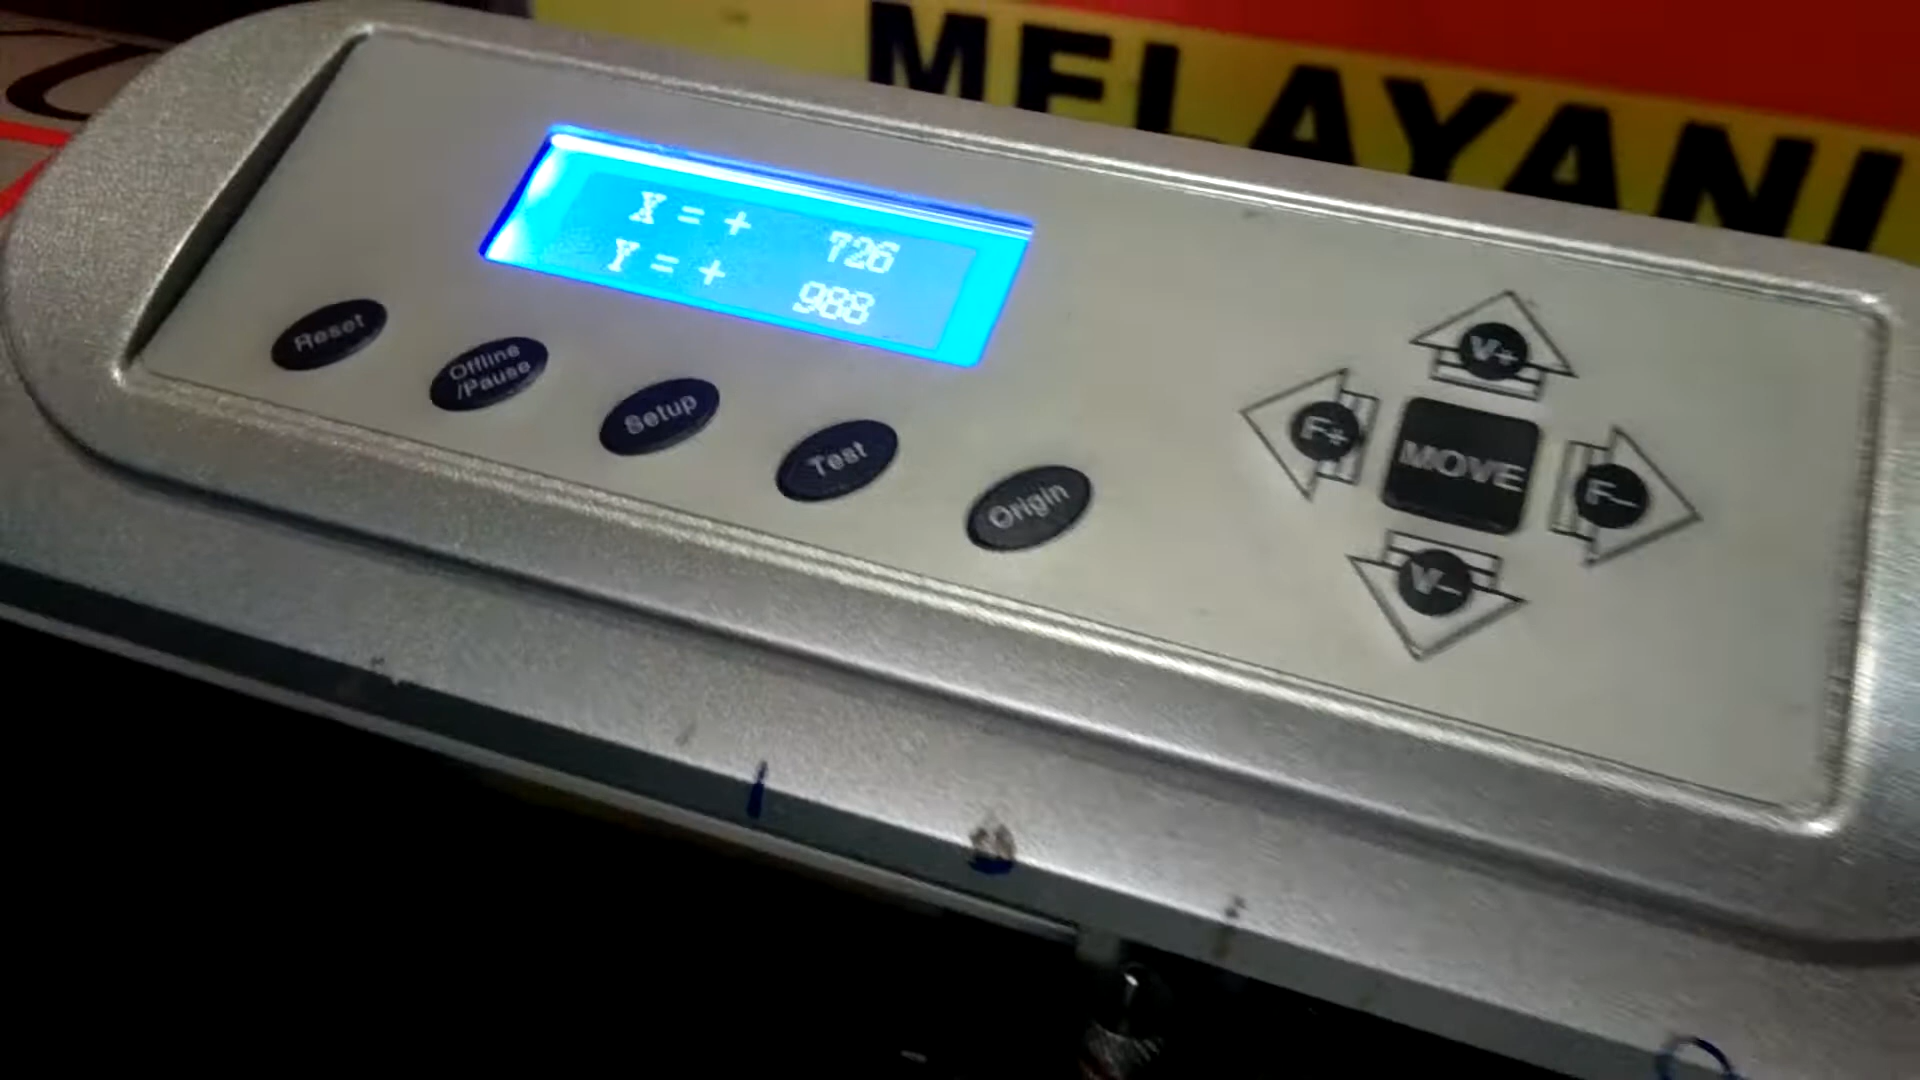 MELAYANI
X = + 726
Y = + 988
Reset
Offline
/Pause
Setup
Test
Origin
V+
F+
MOVE
F-
V-